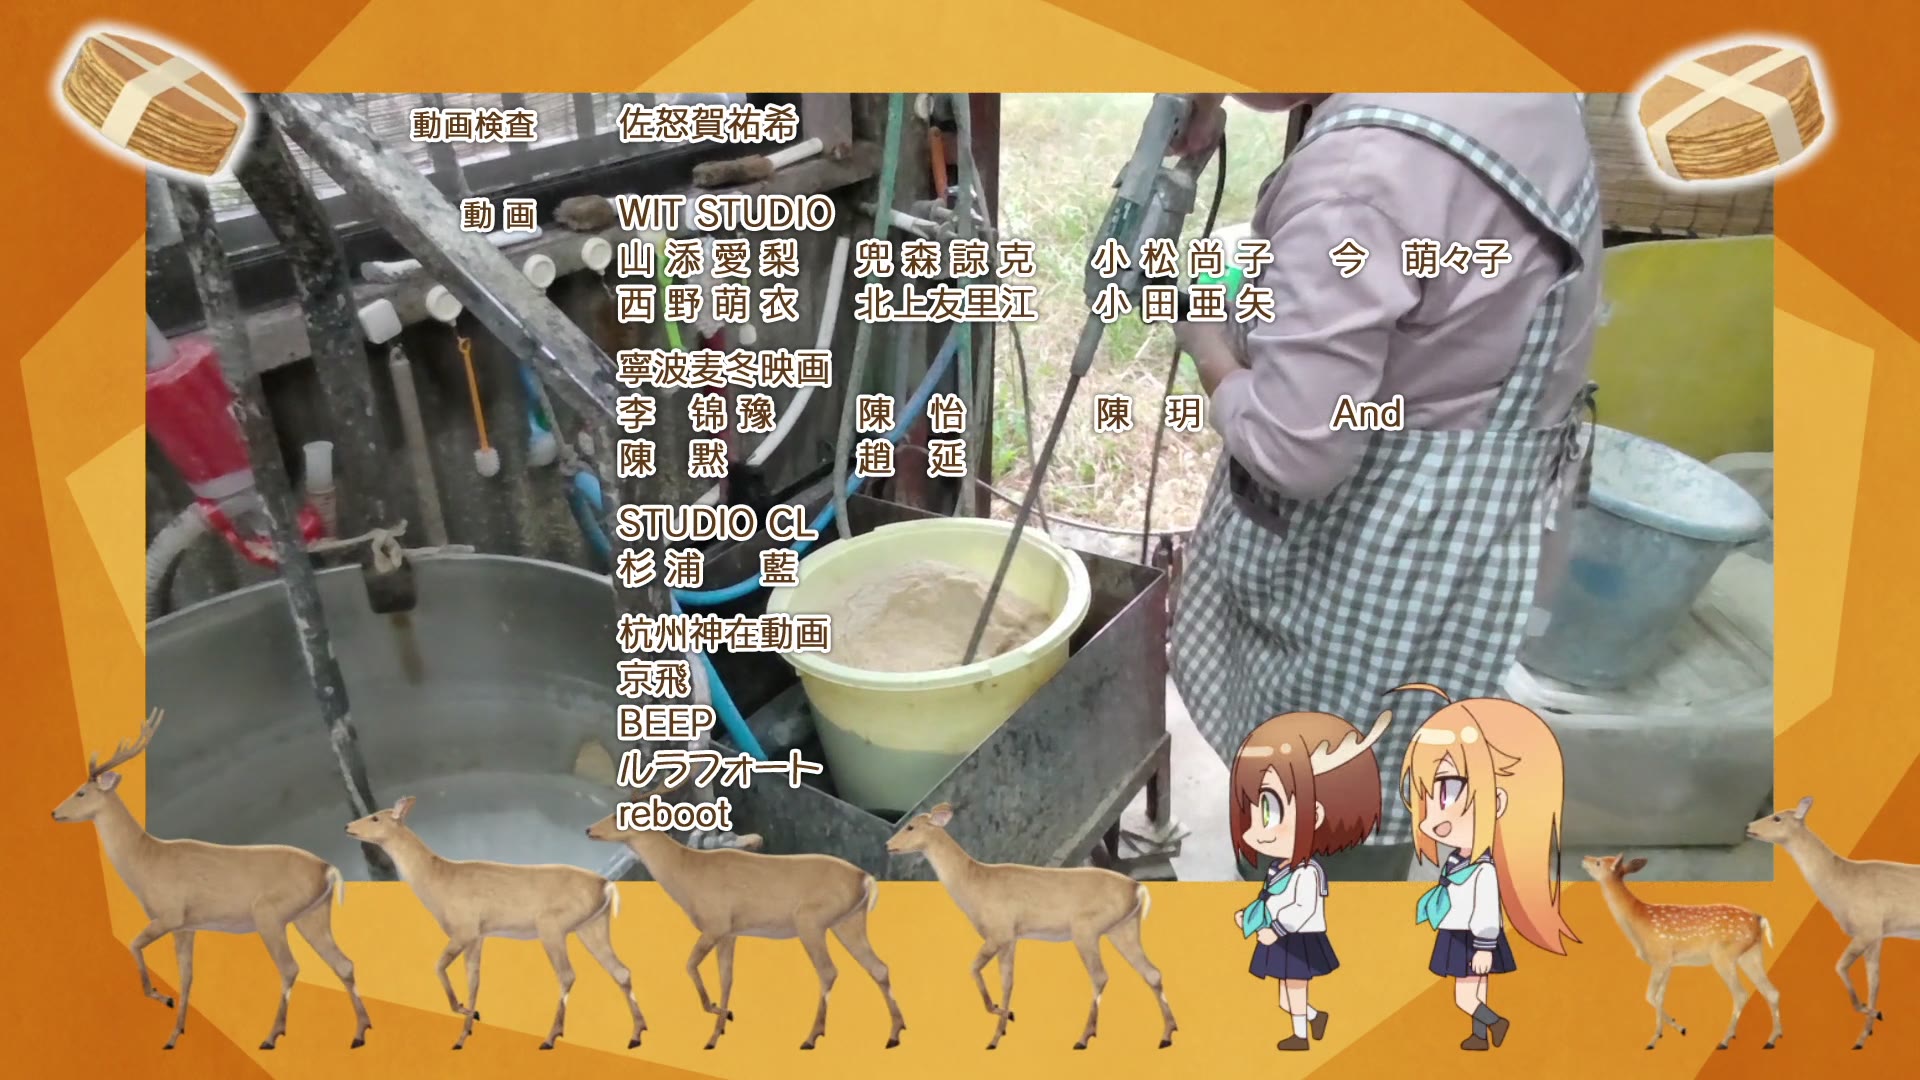 動画検査 佐怒賀祐希
動画 WIT STUDIO
山添愛梨 兜森諒克 小松尚子 今 萌々子
西野萌衣 北上友里江 小田亜矢
寧波麦冬映画
李 锦豫 陳 怡 陳 玥 And
陳 黙 趙 延
STUDIO CL
杉浦 藍
杭州神在動画
京飛
BEEP
ルラフォート
reboot